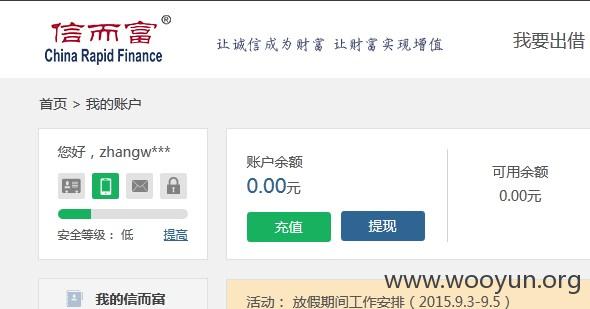 信而富®
China Rapid Finance
让诚信成为财富 让财富实现增值
我要出借
首页 > 我的账户
您好，zhangw***
安全等级： 低 提高
账户余额
0.00元
充值 提现
可用余额
0.00元
我的信而富
活动： 放假期间工作安排（2015.9.3-9.5）
www.wooyun.org